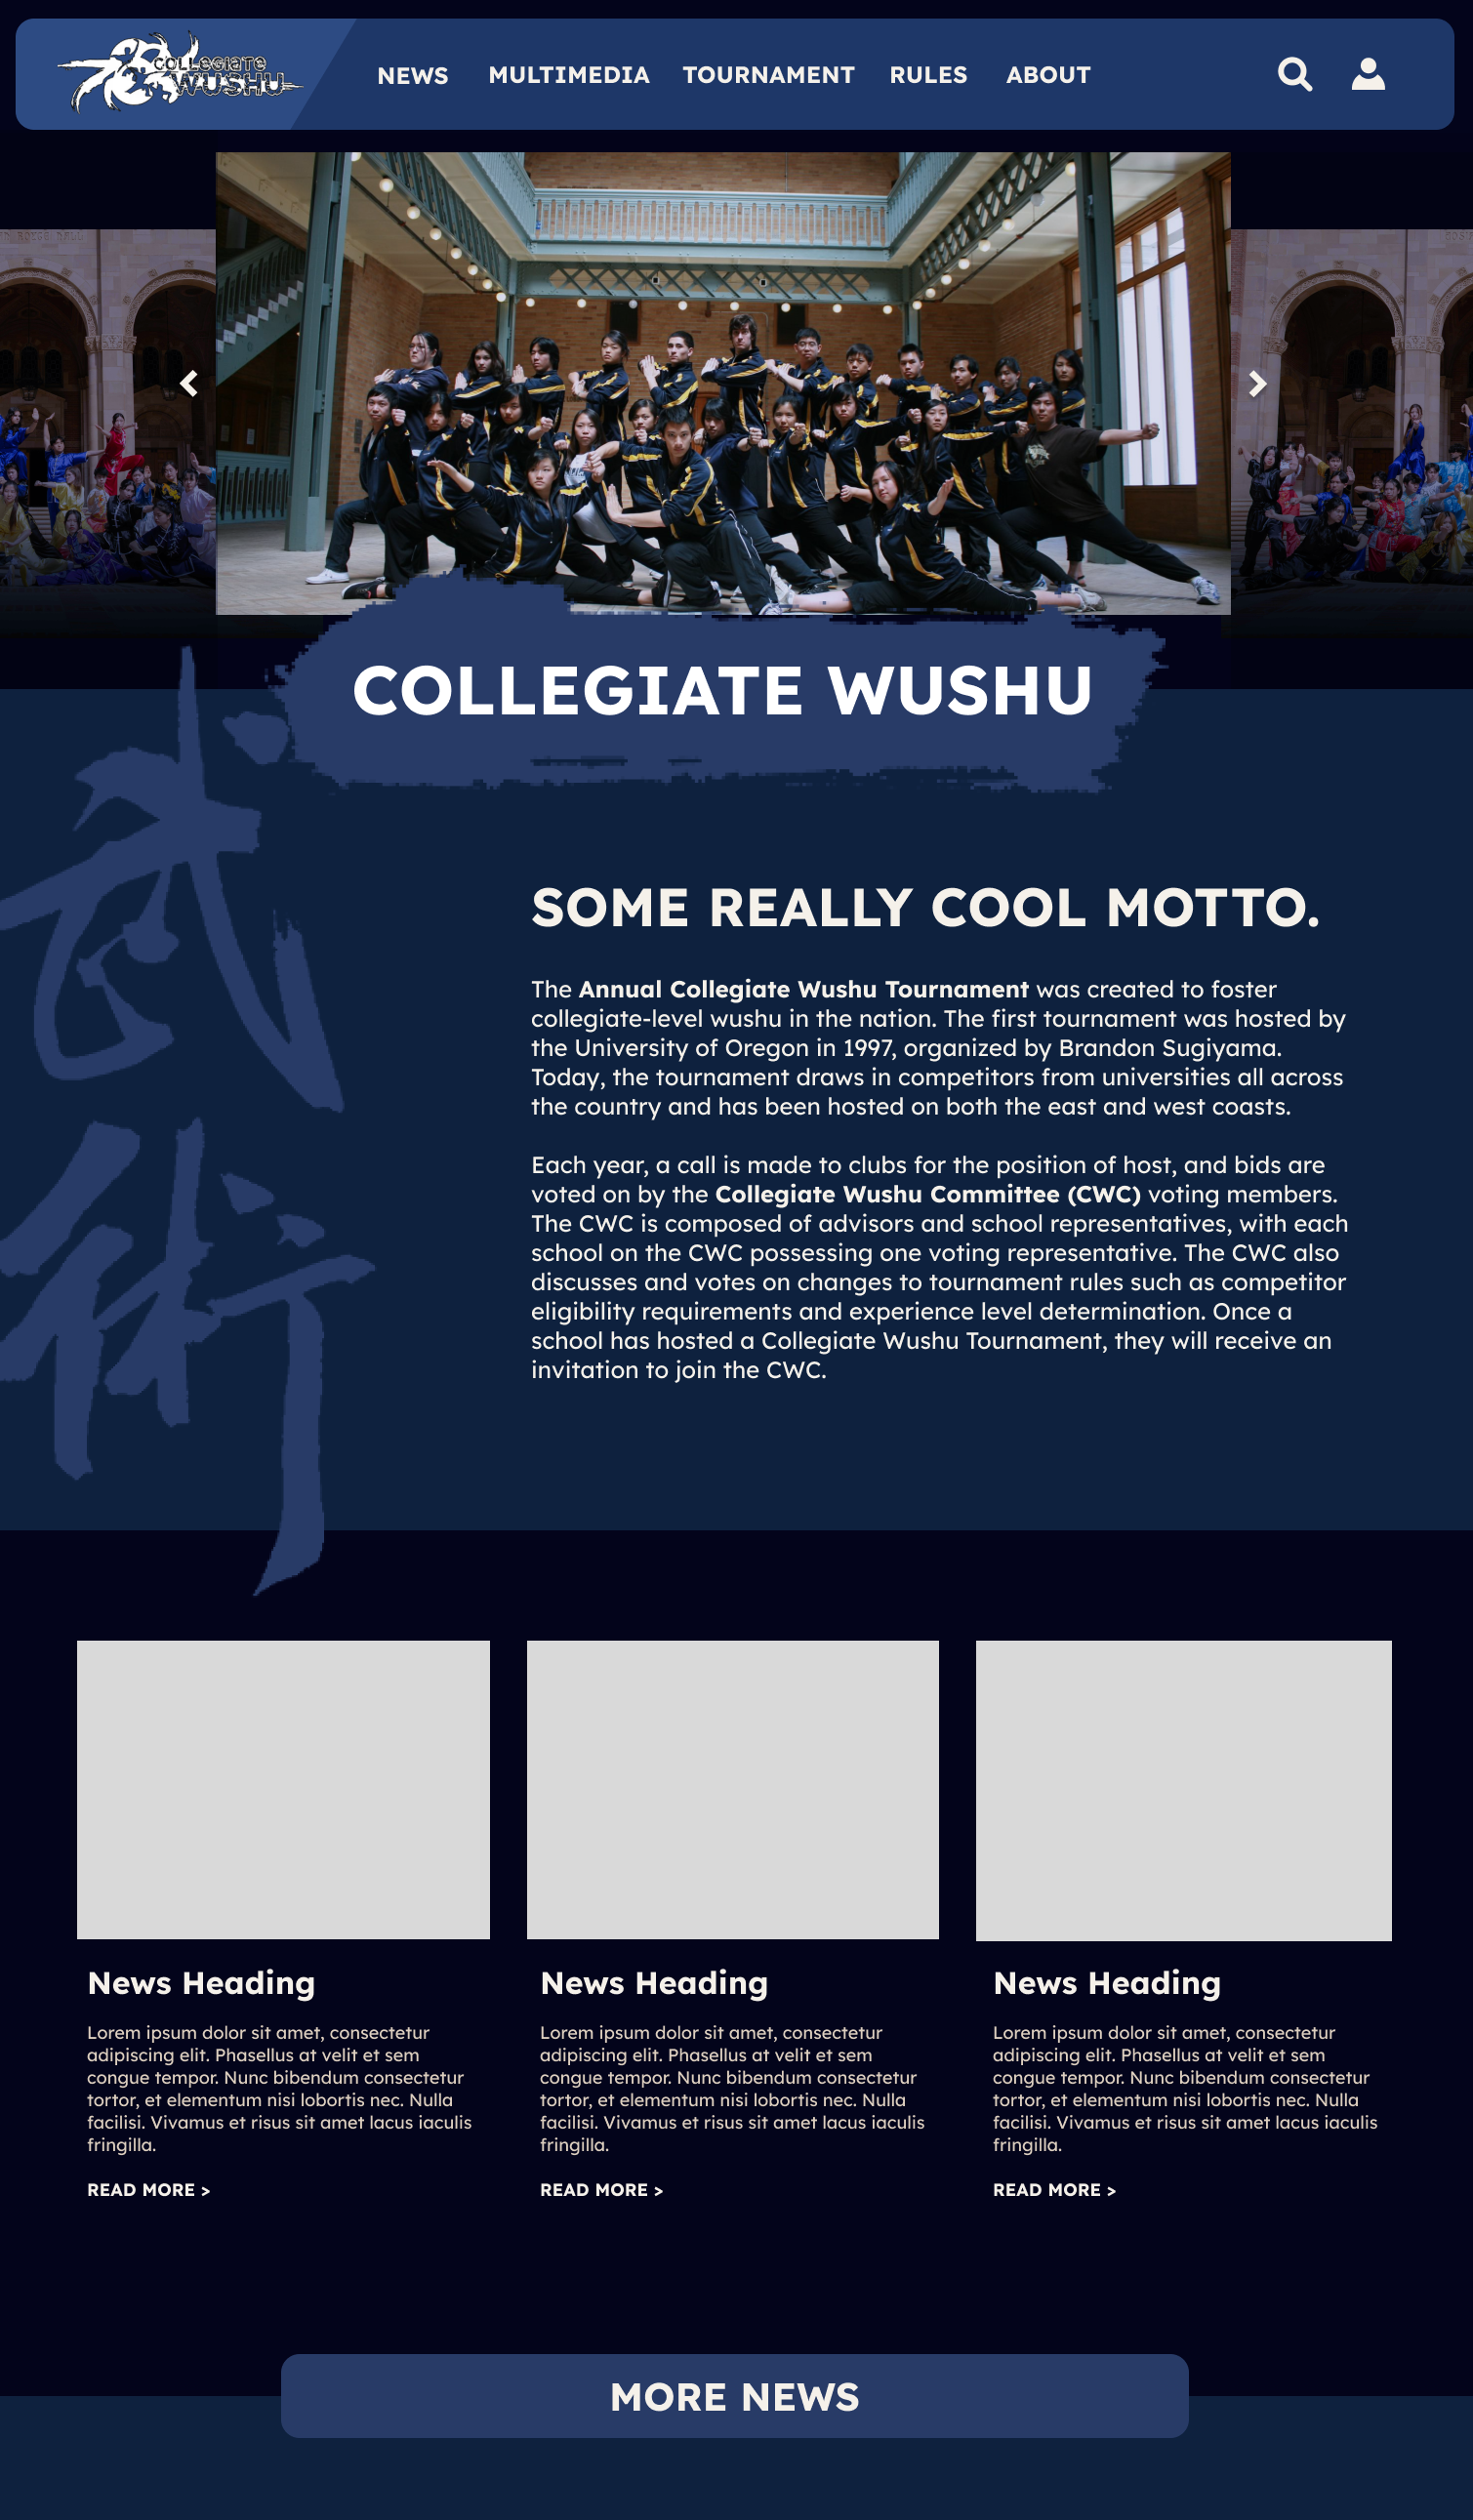 COLLEGIATE
WUSHU
NEWS
MULTIMEDIA
TOURNAMENT
RULES
ABOUT
COLLEGIATE WUSHU
武
術
SOME REALLY COOL MOTTO.
The Annual Collegiate Wushu Tournament was created to foster
collegiate-level wushu in the nation. The first tournament was hosted by
the University of Oregon in 1997, organized by Brandon Sugiyama.
Today, the tournament draws in competitors from universities all across
the country and has been hosted on both the east and west coasts.
Each year, a call is made to clubs for the position of host, and bids are
voted on by the Collegiate Wushu Committee (CWC) voting members.
The CWC is composed of advisors and school representatives, with each
school on the CWC possessing one voting representative. The CWC also
discusses and votes on changes to tournament rules such as competitor
eligibility requirements and experience level determination. Once a
school has hosted a Collegiate Wushu Tournament, they will receive an
invitation to join the CWC.
News Heading
Lorem ipsum dolor sit amet, consectetur
adipiscing elit. Phasellus at velit et sem
congue tempor. Nunc bibendum consectetur
tortor, et elementum nisi lobortis nec. Nulla
facilisi. Vivamus et risus sit amet lacus iaculis
fringilla.
READ MORE >
News Heading
Lorem ipsum dolor sit amet, consectetur
adipiscing elit. Phasellus at velit et sem
congue tempor. Nunc bibendum consectetur
tortor, et elementum nisi lobortis nec. Nulla
facilisi. Vivamus et risus sit amet lacus iaculis
fringilla.
READ MORE >
News Heading
Lorem ipsum dolor sit amet, consectetur
adipiscing elit. Phasellus at velit et sem
congue tempor. Nunc bibendum consectetur
tortor, et elementum nisi lobortis nec. Nulla
facilisi. Vivamus et risus sit amet lacus iaculis
fringilla.
READ MORE >
MORE NEWS